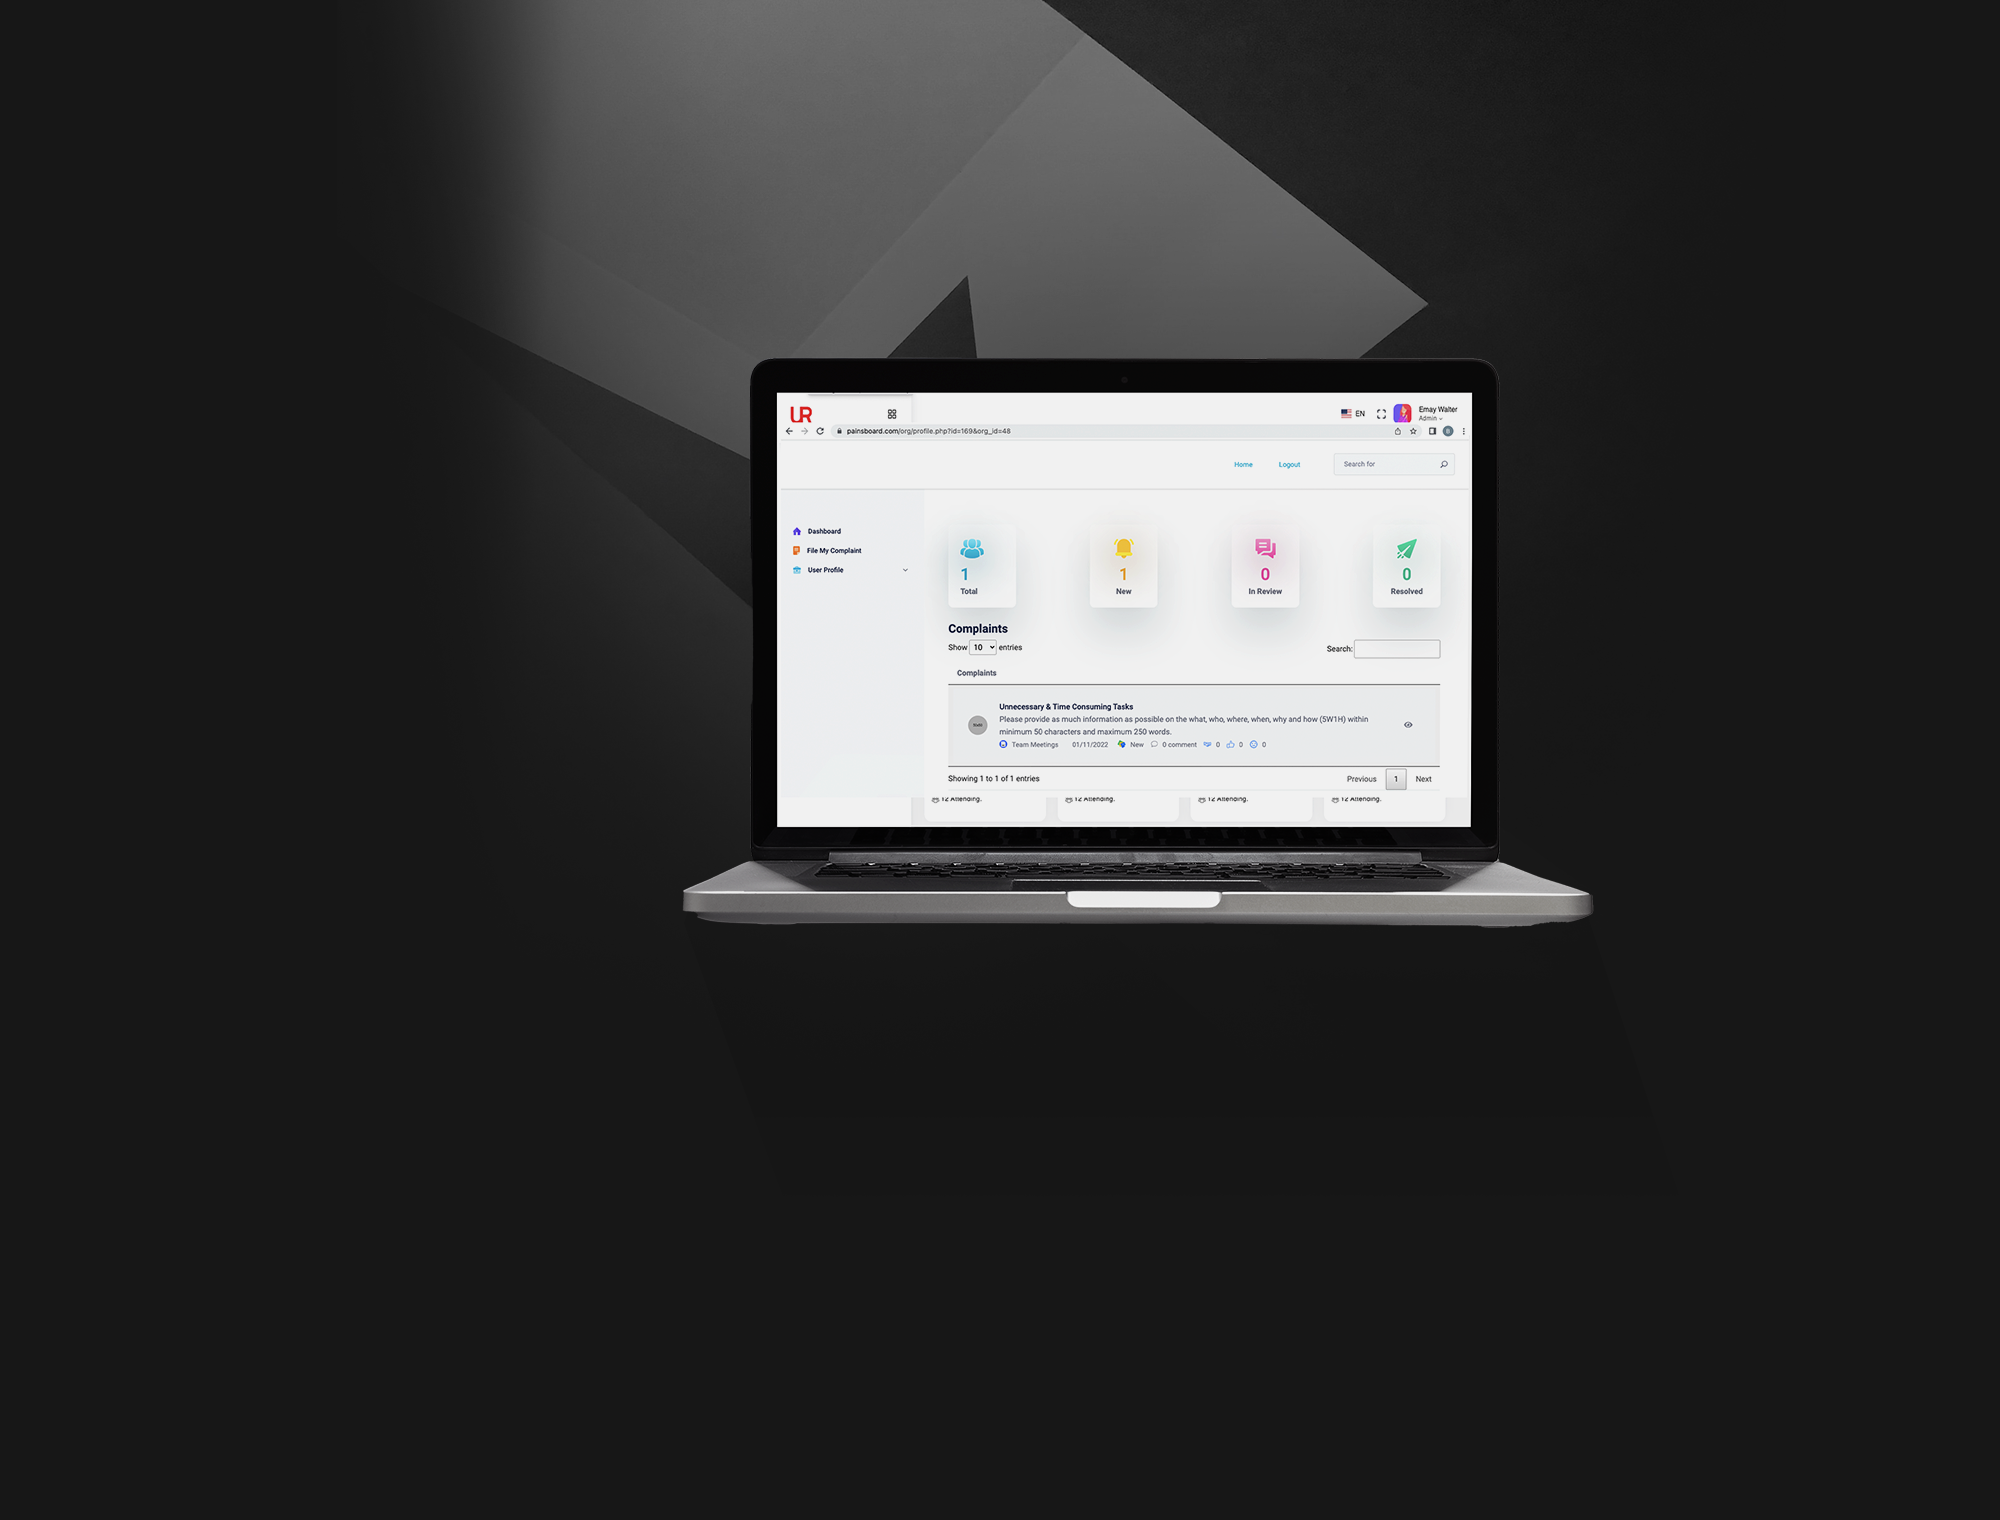 UR
EN
Emay Walter
Admin
painsboard.com/org/profile.php?id=169&org_id=48
Home
Logout
Search for
Dashboard
File My Complaint
User Profile
1
Total
1
New
0
In Review
0
Resolved
Complaints
Show 10 entries
Search:
Complaints
Unnecessary & Time Consuming Tasks
Please provide as much information as possible on the what, who, where, when, why and how (5W1H) within
minimum 50 characters and maximum 250 words.
Team Meetings 01/11/2022 New 0 comment 0 0 0
Showing 1 to 1 of 1 entries
Previous 1 Next
12 Attending. 12 Attending. 12 Attending. 12 Attending.